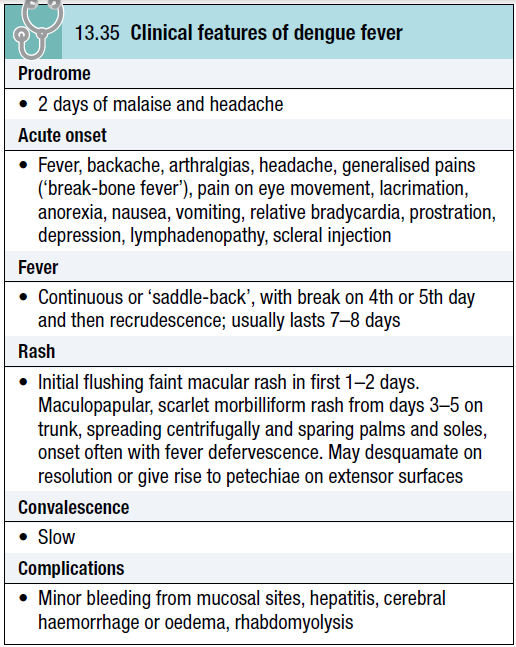 13.35 Clinical features of dengue fever
Prodrome
• 2 days of malaise and headache
Acute onset
• Fever, backache, arthralgias, headache, generalised pains
(‘break-bone fever’), pain on eye movement, lacrimation,
anorexia, nausea, vomiting, relative bradycardia, prostration,
depression, lymphadenopathy, scleral injection
Fever
• Continuous or ‘saddle-back’, with break on 4th or 5th day
and then recrudescence; usually lasts 7–8 days
Rash
• Initial flushing faint macular rash in first 1–2 days.
Maculopapular, scarlet morbilliform rash from days 3–5 on
trunk, spreading centrifugally and sparing palms and soles,
onset often with fever defervescence. May desquamate on
resolution or give rise to petechiae on extensor surfaces
Convalescence
• Slow
Complications
• Minor bleeding from mucosal sites, hepatitis, cerebral
haemorrhage or oedema, rhabdomyolysis